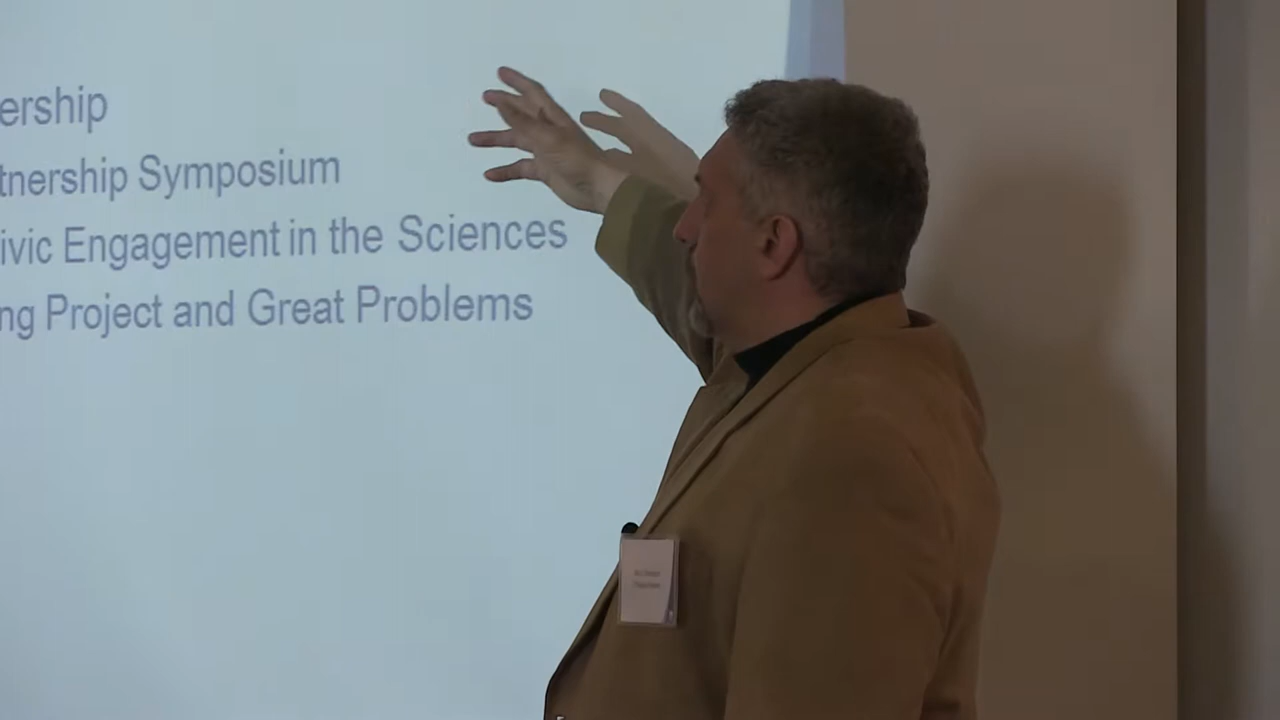 ership
tnership Symposium
ivic Engagement in the Sciences
ng Project and Great Problems